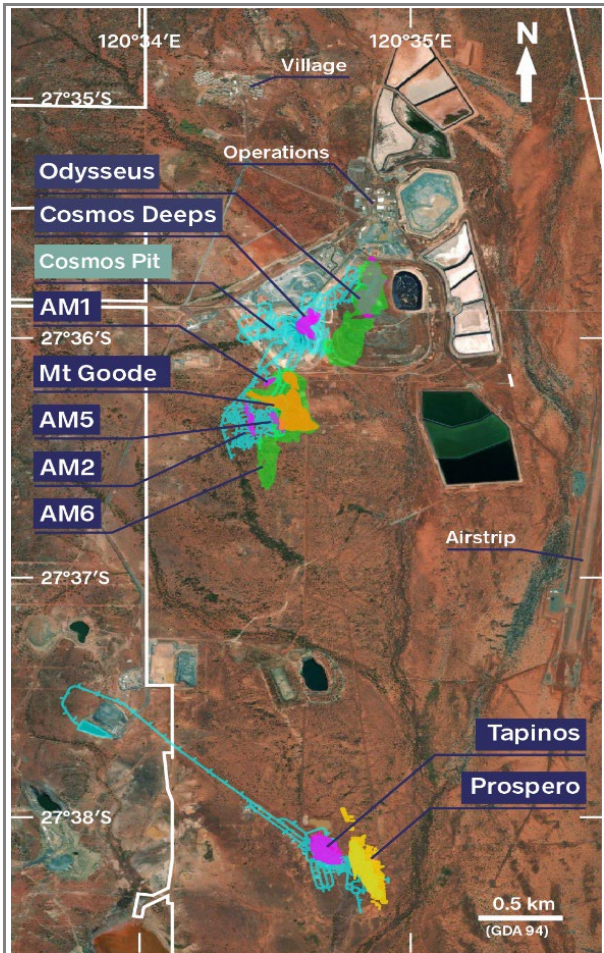 120°34'E 120°35'E
N
Village
27°35'S
Operations
Odysseus
Cosmos Deeps
Cosmos Pit
AM1
27°36'S
Mt Goode
AM5
AM2
AM6
Airstrip
27°37'S
Tapinos
Prospero
27°38'S
0.5 km
(GDA 94)